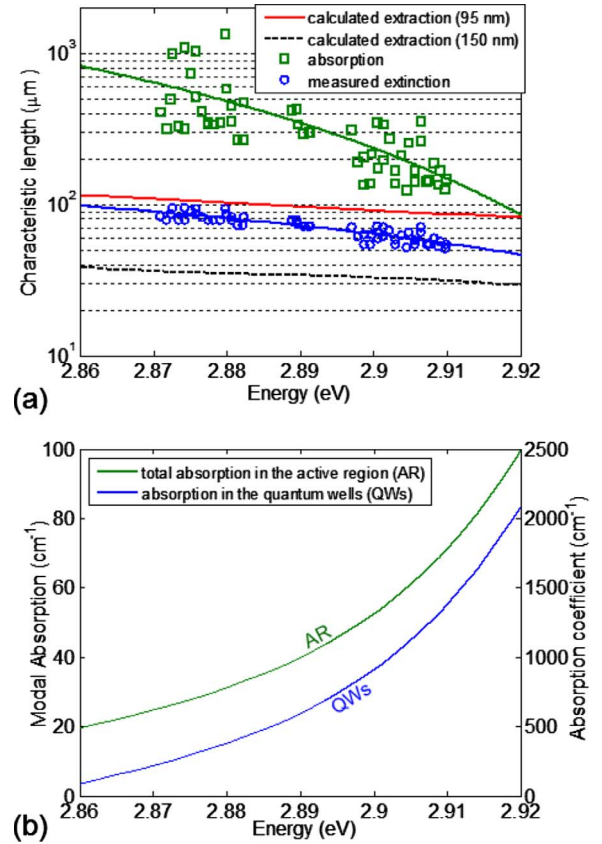 calculated extraction (95 nm)
calculated extraction (150 nm)
absorption
measured extinction
10³
10²
10¹
Characteristic length (μm)
2.86 2.87 2.88 2.89 2.9 2.91 2.92
Energy (eV)
(a)
total absorption in the active region (AR)
absorption in the quantum wells (QWs)
100 2500
80 2000
60 1500
40 1000
20 500
0 0
Modal Absorption (cm⁻¹)
Absorption coefficient (cm⁻¹)
AR
QWs
2.86 2.87 2.88 2.89 2.9 2.91 2.92
Energy (eV)
(b)